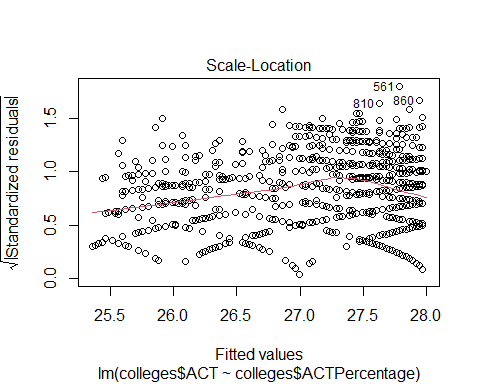 Scale-Location
√|Standardized residuals|
0.0 0.5 1.0 1.5
561
810 860
25.5 26.0 26.5 27.0 27.5 28.0
Fitted values
lm(colleges$ACT ~ colleges$ACTPercentage)